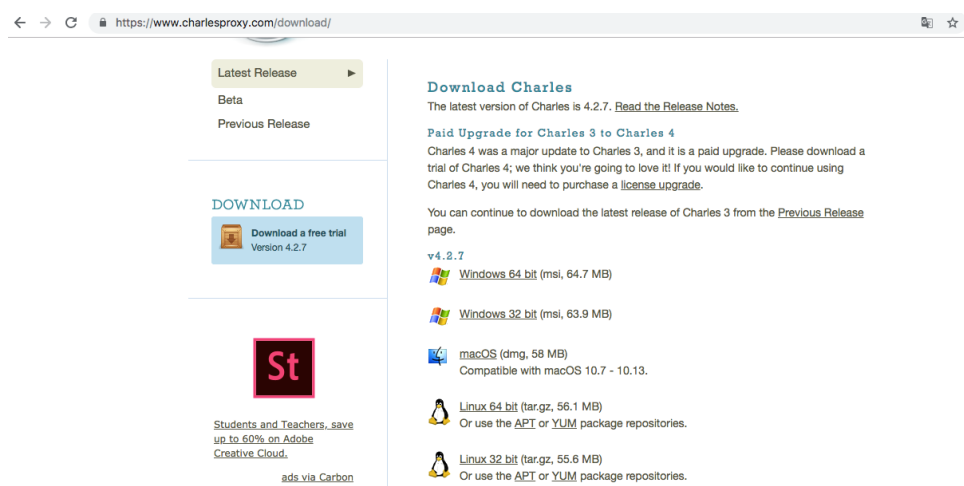 https://www.charlesproxy.com/download/
Latest Release
Beta
Previous Release
DOWNLOAD
Download a free trial
Version 4.2.7
St
Students and Teachers, save
up to 60% on Adobe
Creative Cloud.
ads via Carbon
Download Charles
The latest version of Charles is 4.2.7. Read the Release Notes.
Paid Upgrade for Charles 3 to Charles 4
Charles 4 was a major update to Charles 3, and it is a paid upgrade. Please download a
trial of Charles 4; we think you're going to love it! If you would like to continue using
Charles 4, you will need to purchase a license upgrade.
You can continue to download the latest release of Charles 3 from the Previous Release
page.
v4.2.7
Windows 64 bit (msi, 64.7 MB)
Windows 32 bit (msi, 63.9 MB)
macOS (dmg, 58 MB)
Compatible with macOS 10.7 - 10.13.
Linux 64 bit (tar.gz, 56.1 MB)
Or use the APT or YUM package repositories.
Linux 32 bit (tar.gz, 55.6 MB)
Or use the APT or YUM package repositories.